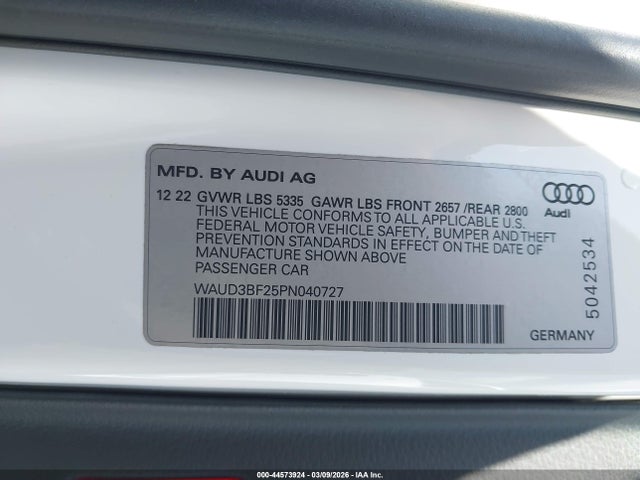 MFD. BY AUDI AG
12 22 GVWR LBS 5335 GAWR LBS FRONT 2657 /REAR 2800
THIS VEHICLE CONFORMS TO ALL APPLICABLE U.S.
FEDERAL MOTOR VEHICLE SAFETY, BUMPER AND THEFT
PREVENTION STANDARDS IN EFFECT ON THE DATE OF
MANUFACTURE SHOWN ABOVE
PASSENGER CAR
WAUD3BF25PN040727
Audi
5042534
GERMANY
00-44573924 | 03/09/2026 | IAA Inc.